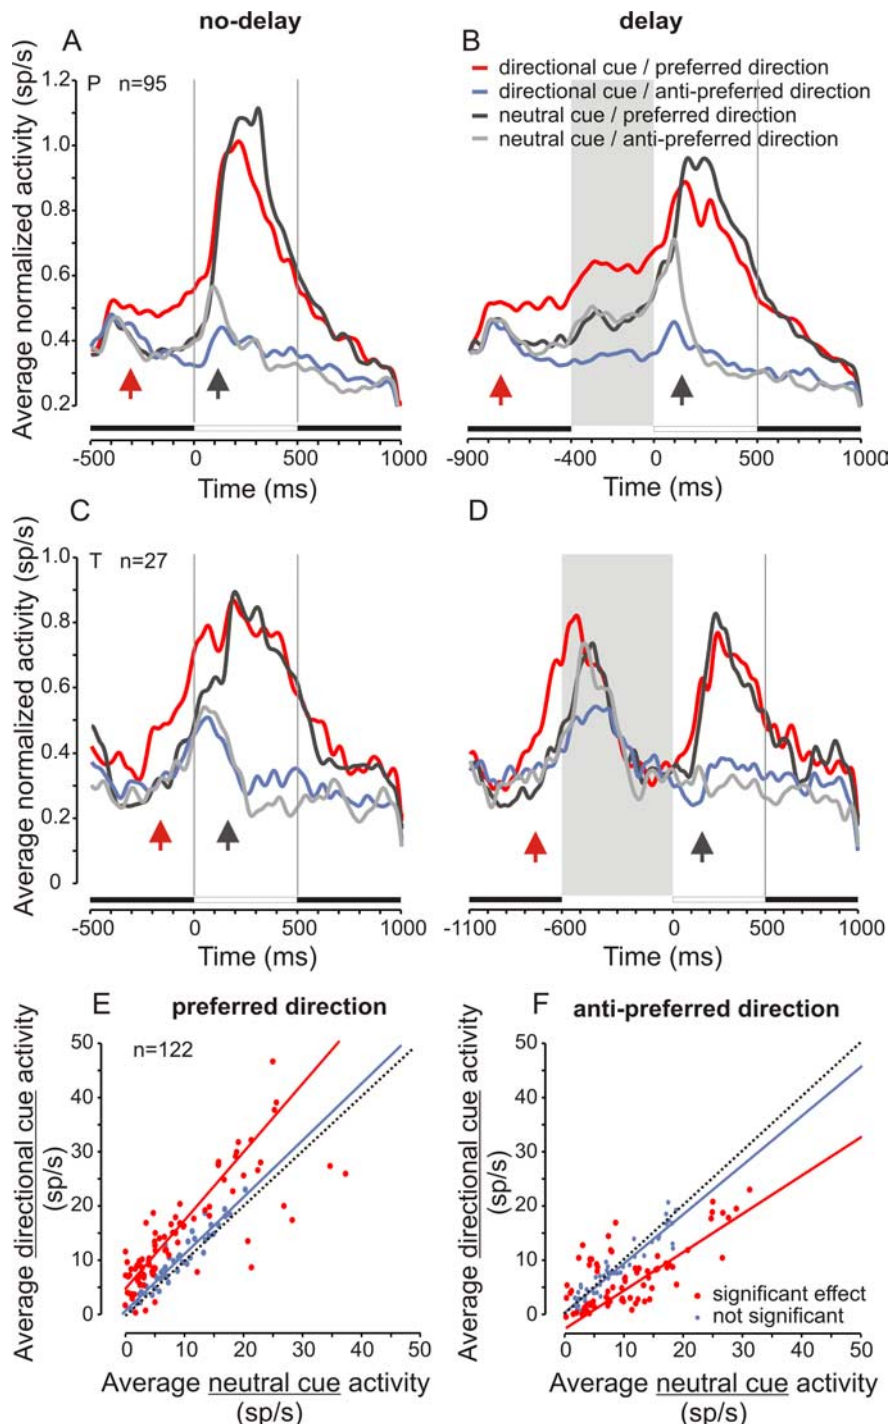 no-delay
delay
A
P n=95
Average normalized activity (sp/s)
1.2
1.0
0.8
0.6
0.4
0.2
-500
0
500
1000
Time (ms)
B
directional cue / preferred direction
directional cue / anti-preferred direction
neutral cue / preferred direction
neutral cue / anti-preferred direction
-900
-400
0
500
1000
Time (ms)
C
T n=27
Average normalized activity (sp/s)
1.0
0.8
0.6
0.4
0.2
0
-500
0
500
1000
Time (ms)
D
-1100
-600
0
500
1000
Time (ms)
E
preferred direction
n=122
Average directional cue activity
(sp/s)
50
40
30
20
10
0
0
10
20
30
40
50
Average neutral cue activity
(sp/s)
F
anti-preferred direction
Average directional cue activity
(sp/s)
50
40
30
20
10
0
significant effect
not significant
0
10
20
30
40
50
Average neutral cue activity
(sp/s)